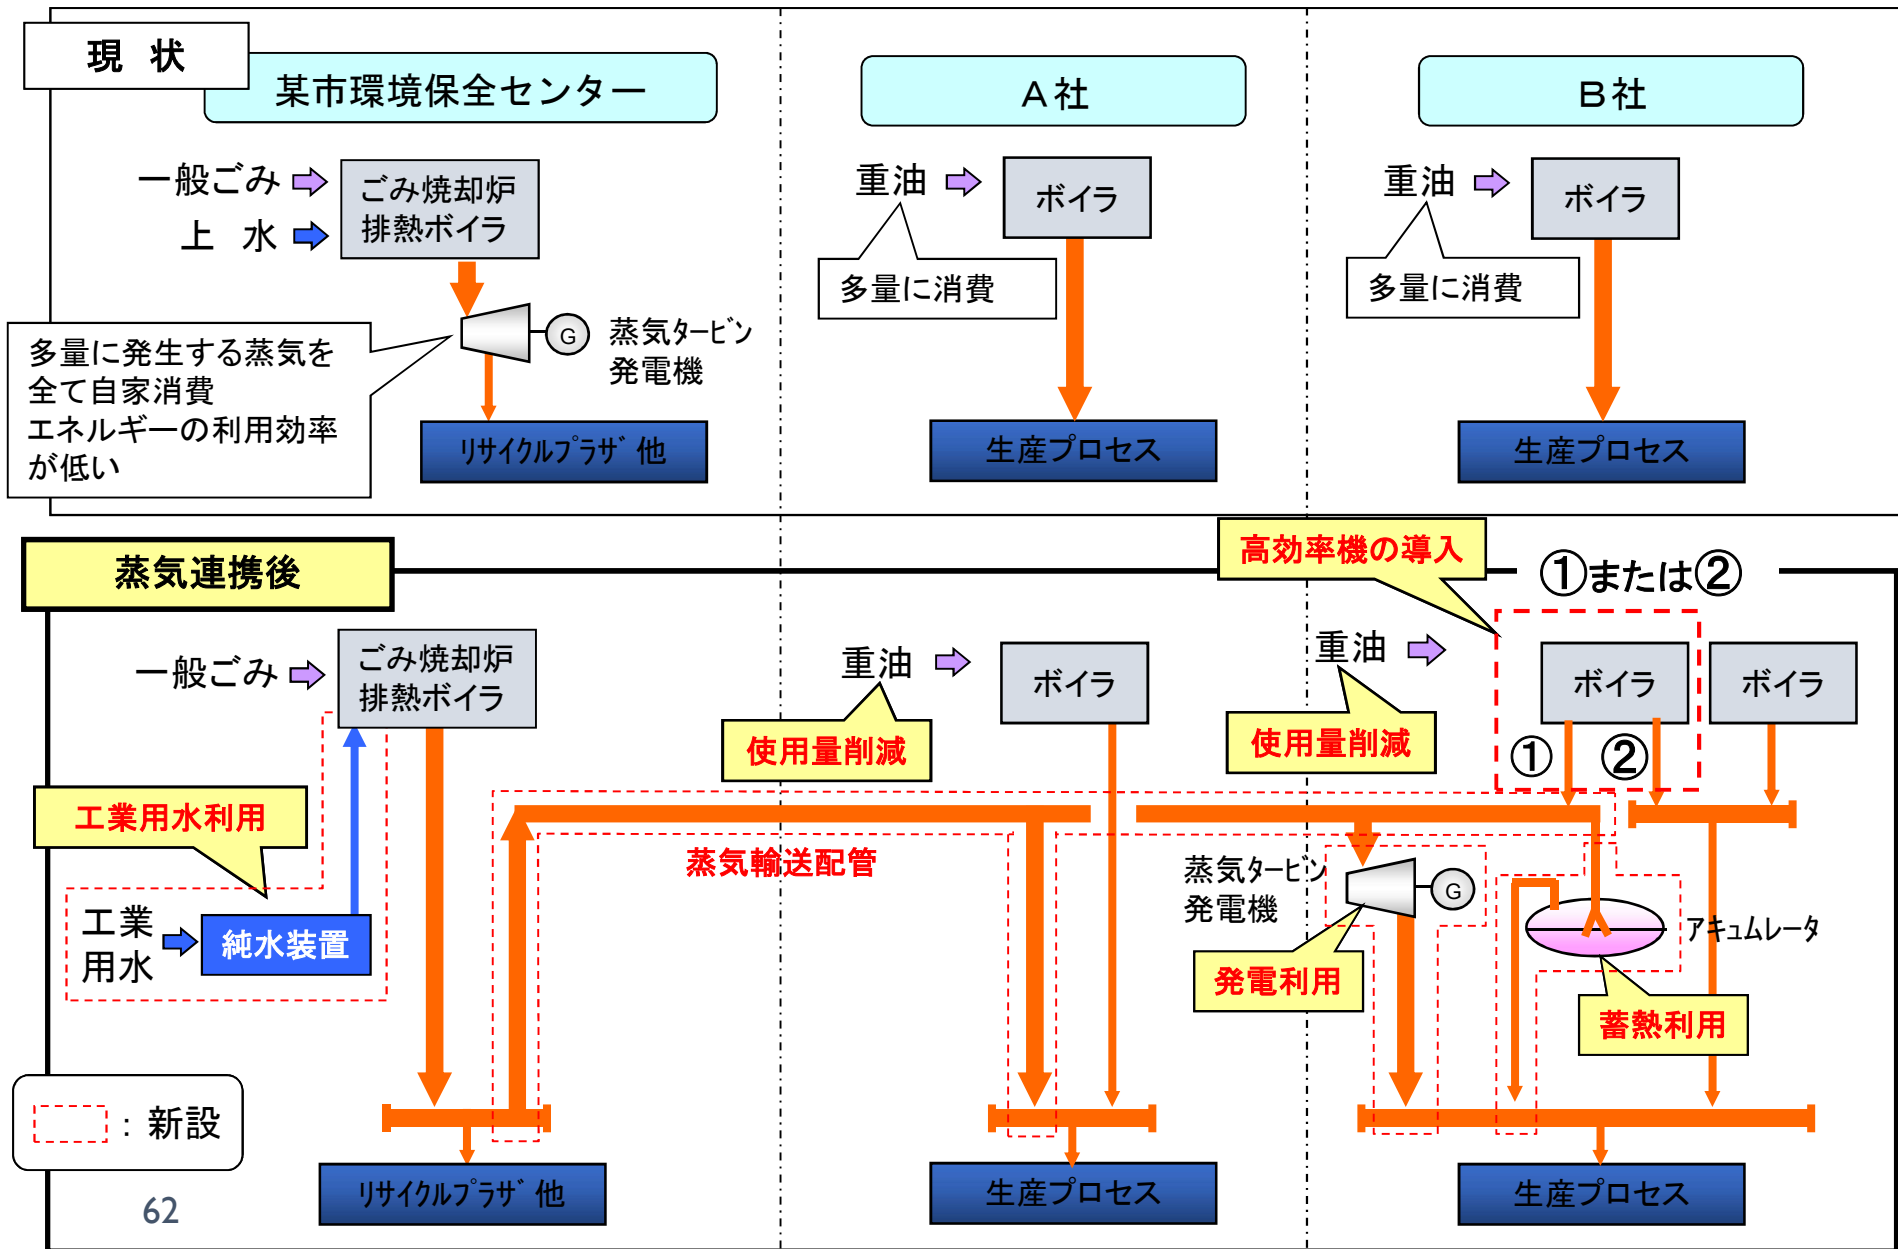 現 状
某市環境保全センター
A社
B社
一般ごみ
上 水
ごみ焼却炉
排熱ボイラ
重油
ボイラ
重油
ボイラ
多量に消費
多量に消費
G
蒸気ﾀｰﾋﾞﾝ
発電機
多量に発生する蒸気を
全て自家消費
エネルギーの利用効率
が低い
ﾘｻｲｸﾙﾌﾟﾗｻﾞ他
生産プロセス
生産プロセス
蒸気連携後
高効率機の導入
①または②
一般ごみ
ごみ焼却炉
排熱ボイラ
重油
ボイラ
重油
ボイラ
ボイラ
使用量削減
使用量削減
①
②
工業用水利用
蒸気輸送配管
蒸気ﾀｰﾋﾞﾝ
発電機
G
工業
用水
純水装置
ｱｷｭﾑﾚｰﾀ
発電利用
蓄熱利用
：新設
ﾘｻｲｸﾙﾌﾟﾗｻﾞ他
生産プロセス
生産プロセス
62